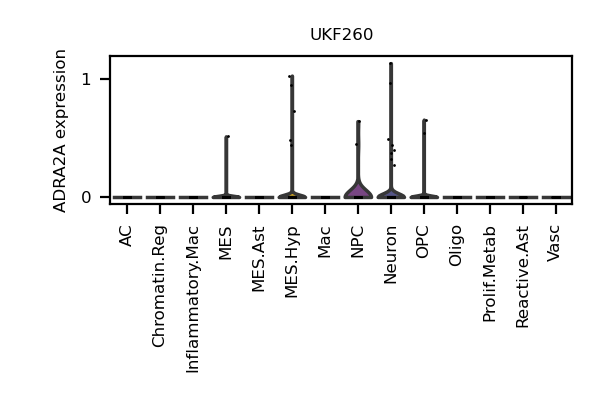 UKF260
ADRA2A expression
1
0
AC
Chromatin.Reg
Inflammatory.Mac
MES
MES.Ast
MES.Hyp
Mac
NPC
Neuron
OPC
Oligo
Prolif.Metab
Reactive.Ast
Vasc